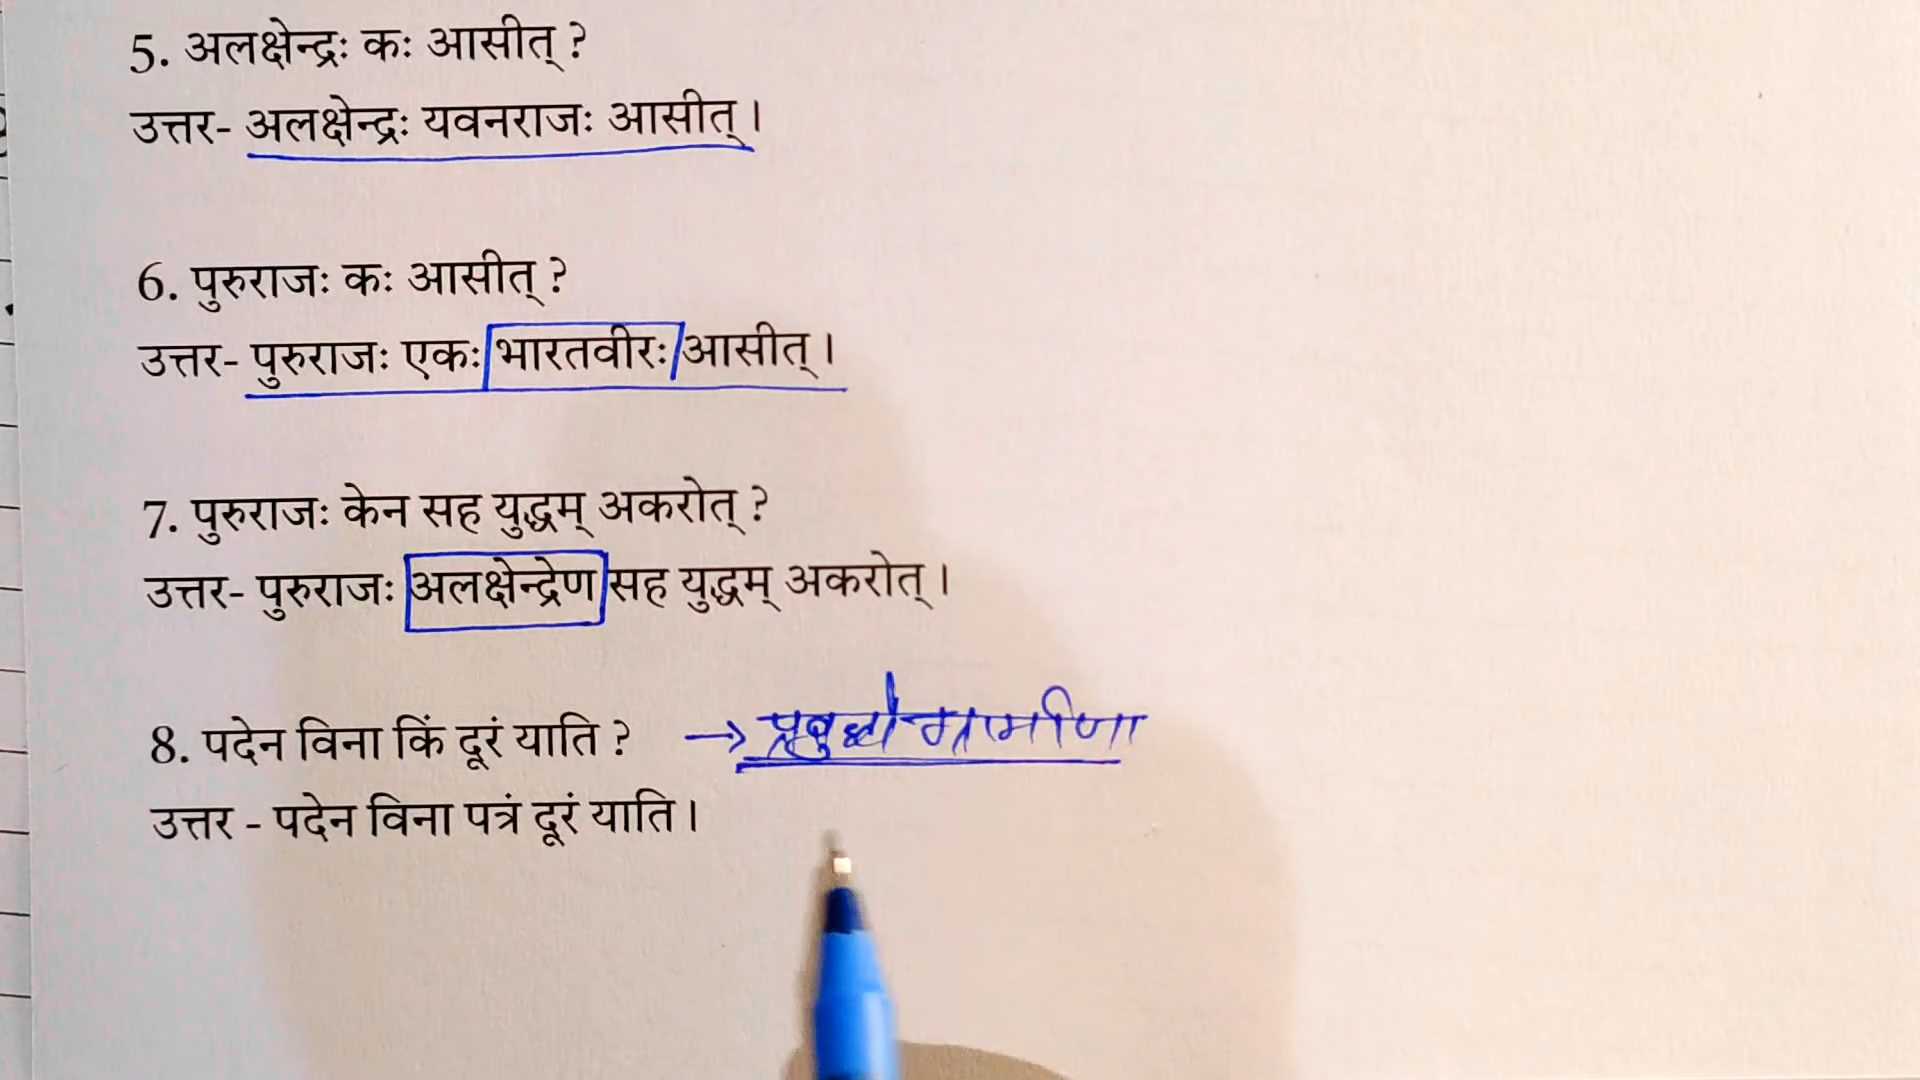 5. अलक्षेन्द्रः कः आसीत् ?
उत्तर- अलक्षेन्द्रः यवनराजः आसीत् ।
6. पुरुराजः कः आसीत् ?
उत्तर- पुरुराजः एकः भारतवीरः आसीत् ।
7. पुरुराजः केन सह युद्धम् अकरोत् ?
उत्तर- पुरुराजः अलक्षेन्द्रेण सह युद्धम् अकरोत् ।
8. पदेन विना किं दूरं याति ? → प्रबुद्धो ग्रामीणा
उत्तर - पदेन विना पत्रं दूरं याति ।